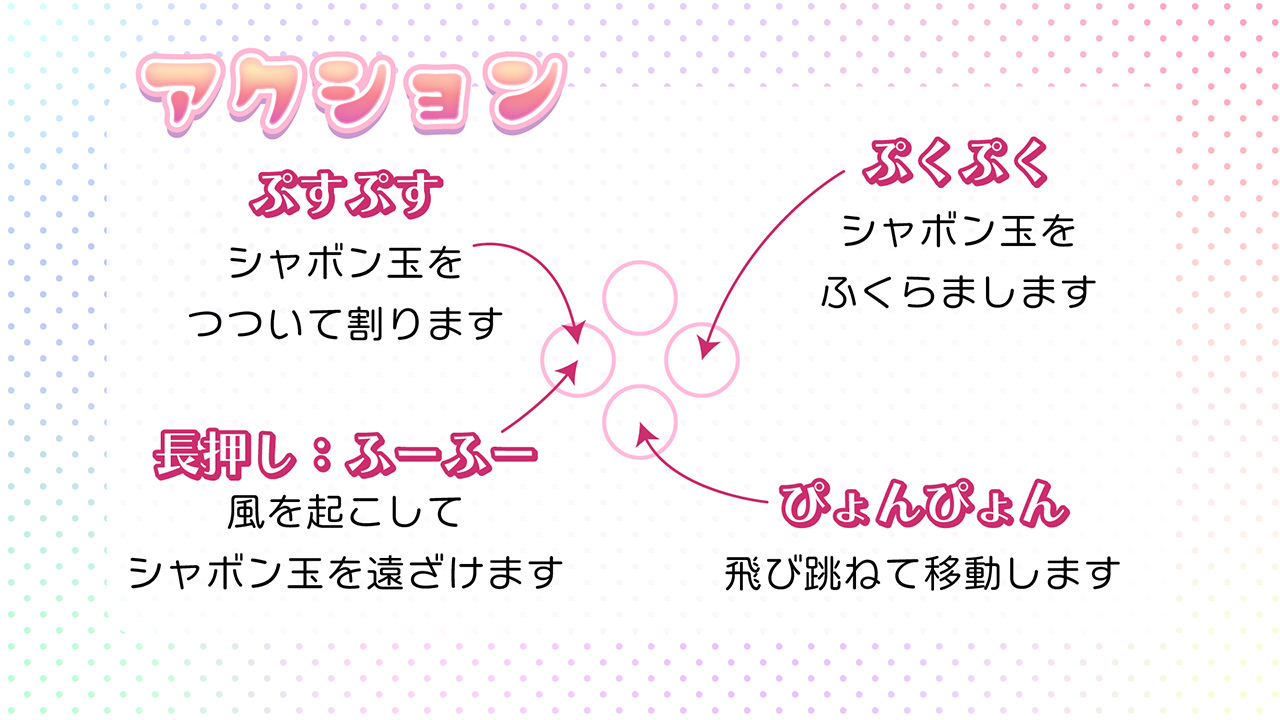 アクション
ぷすぷす
シャボン玉を
つついて割ります
ぷくぷく
シャボン玉を
ふくらまします
長押し：ふーふー
風を起こして
シャボン玉を遠ざけます
ぴょんぴょん
飛び跳ねて移動します